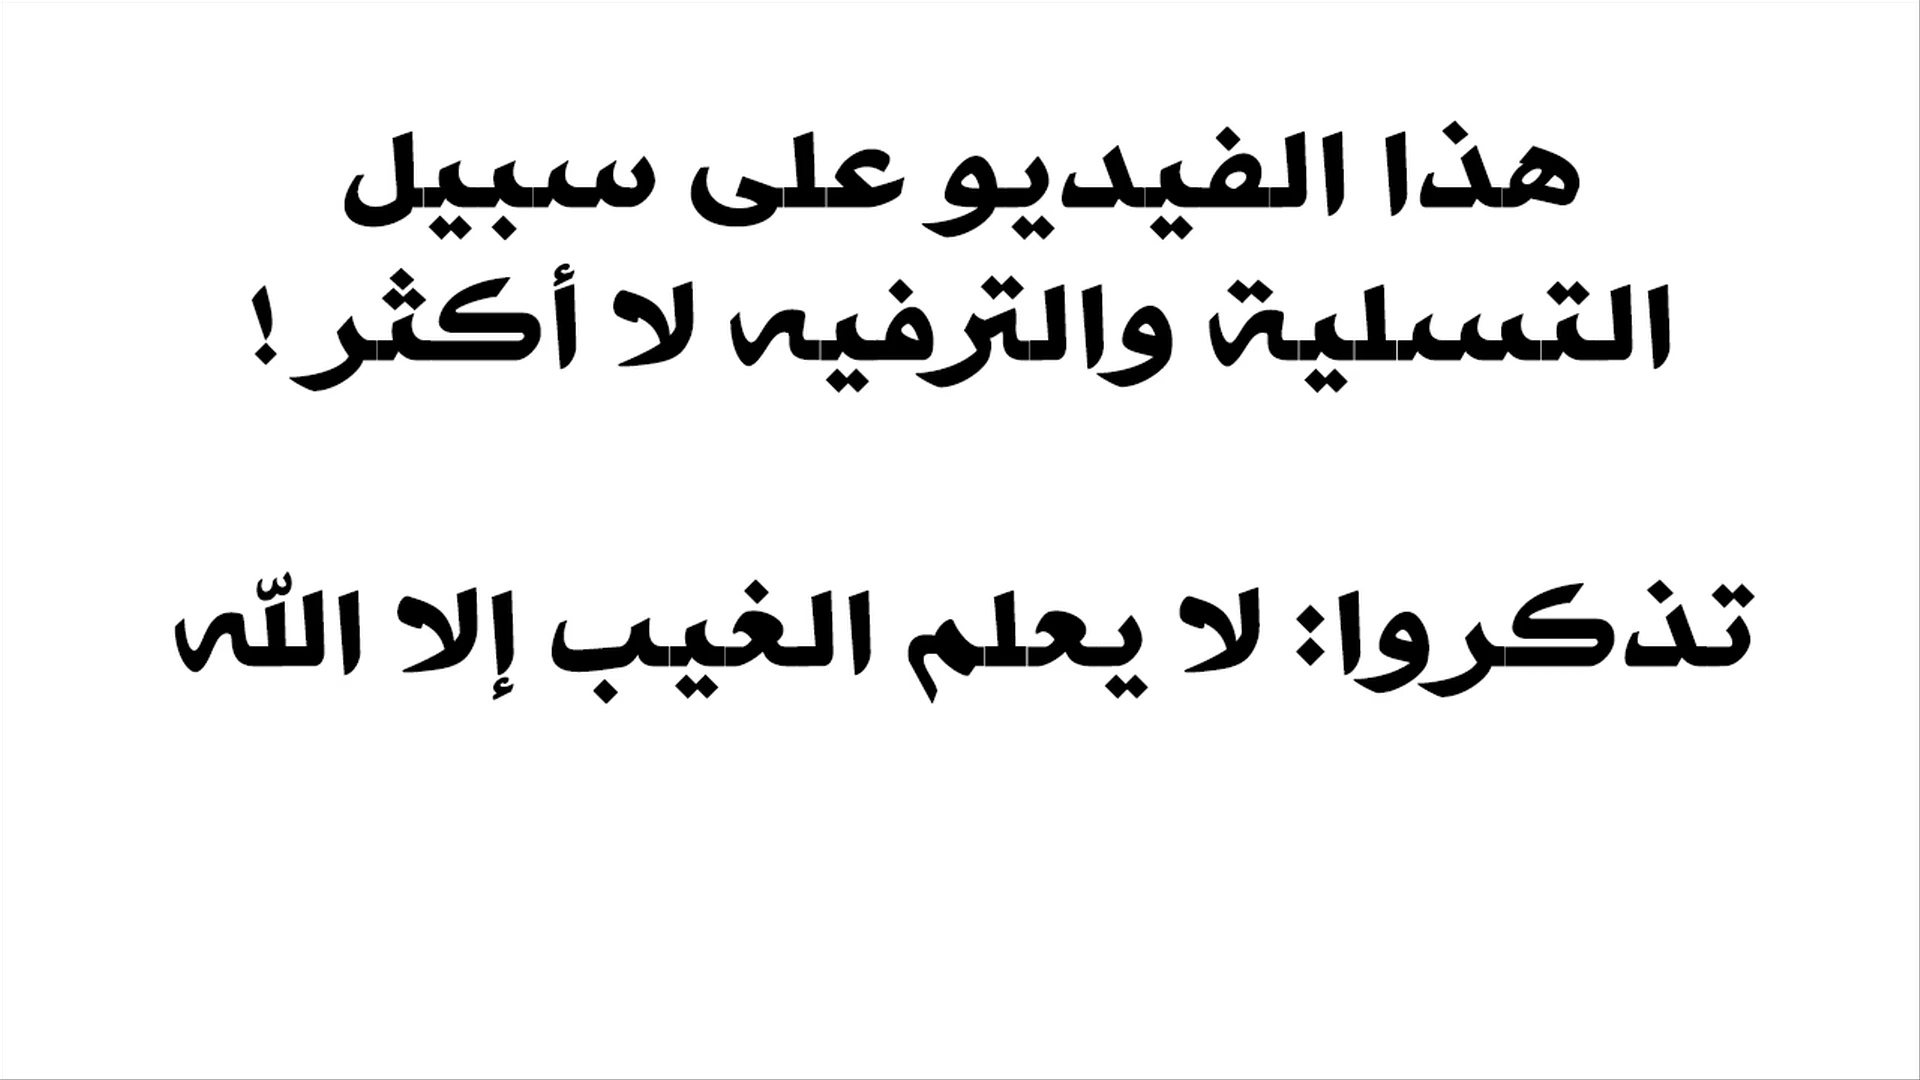 هذا الفيديو على سبيل
التسلية والترفيه لا أكثر !
تذكروا: لا يعلم الغيب إلا الله